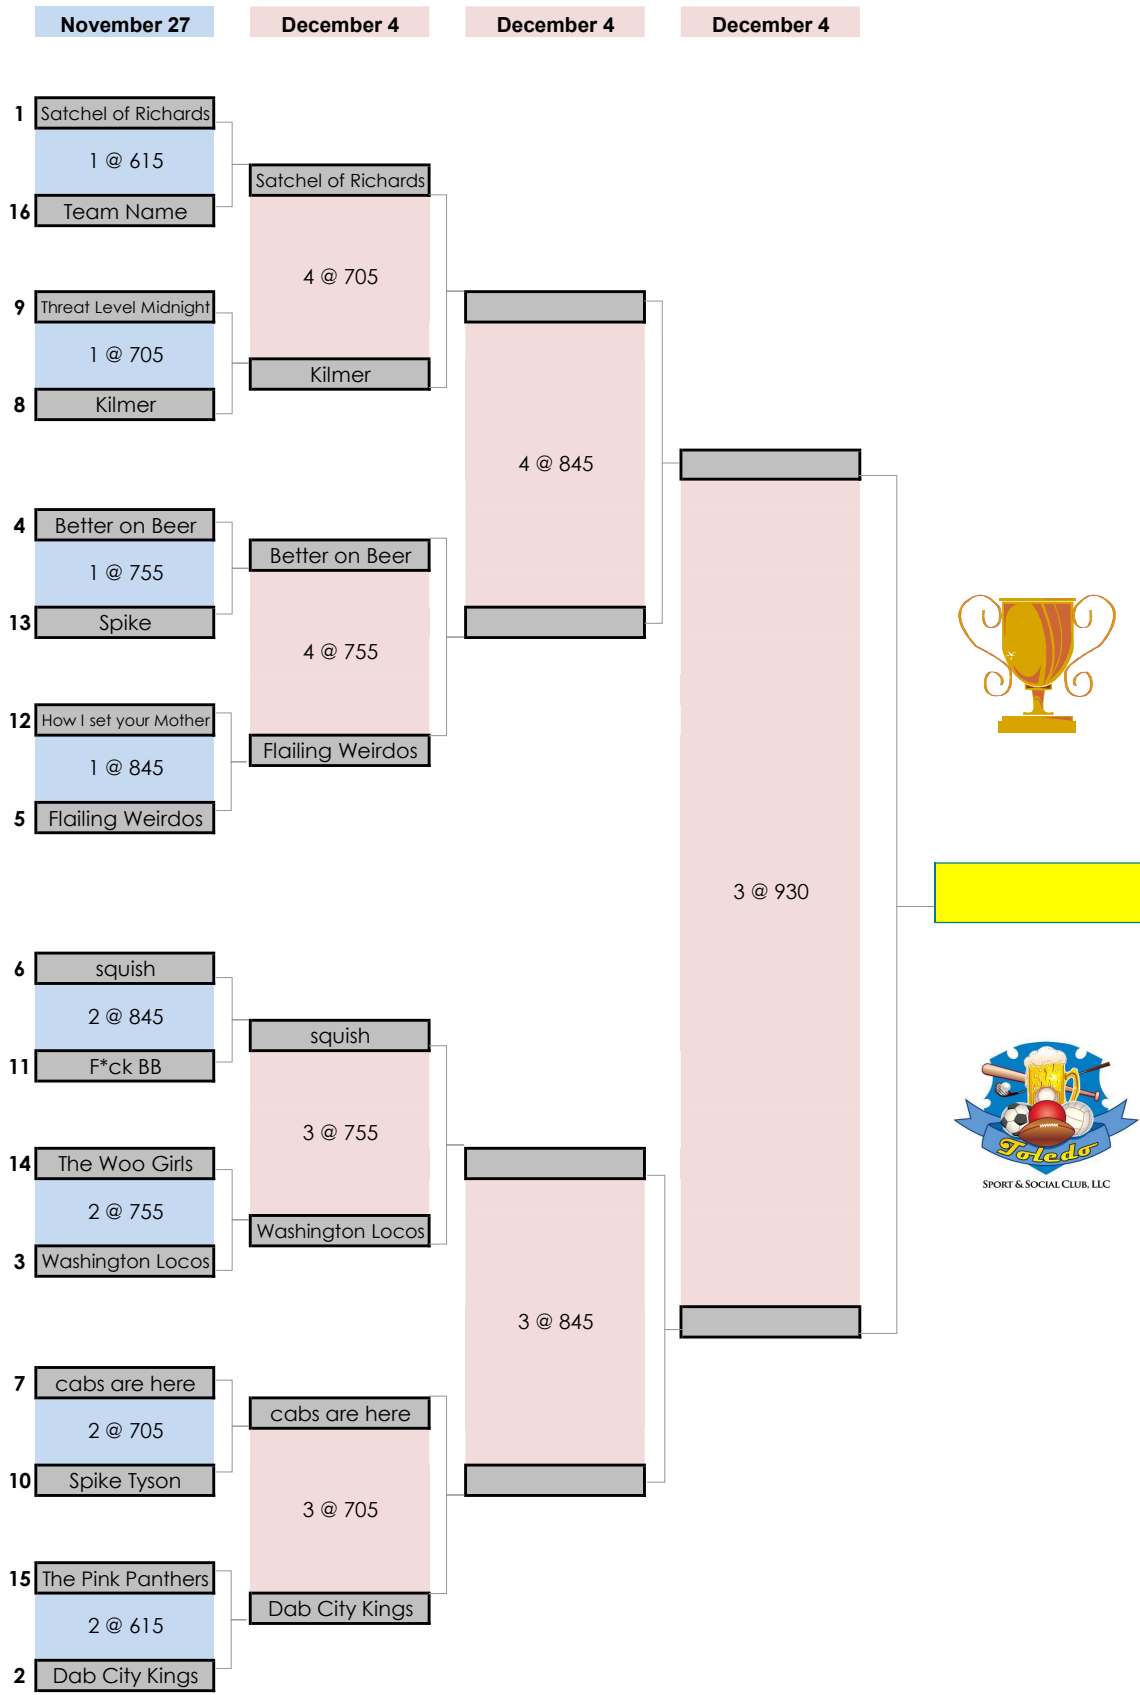 November 27
December 4
December 4
December 4
1 Satchel of Richards
1 @ 615
16 Team Name
9 Threat Level Midnight
1 @ 705
8 Kilmer
4 Better on Beer
1 @ 755
13 Spike
12 How I set your Mother
1 @ 845
5 Flailing Weirdos
6 squish
2 @ 845
11 F*ck BB
14 The Woo Girls
2 @ 755
3 Washington Locos
7 cabs are here
2 @ 705
10 Spike Tyson
15 The Pink Panthers
2 @ 615
2 Dab City Kings
Satchel of Richards
4 @ 705
Kilmer
Better on Beer
4 @ 755
Flailing Weirdos
squish
3 @ 755
Washington Locos
cabs are here
3 @ 705
Dab City Kings
4 @ 845
3 @ 845
3 @ 930
Toledo
SPORT & SOCIAL CLUB, LLC